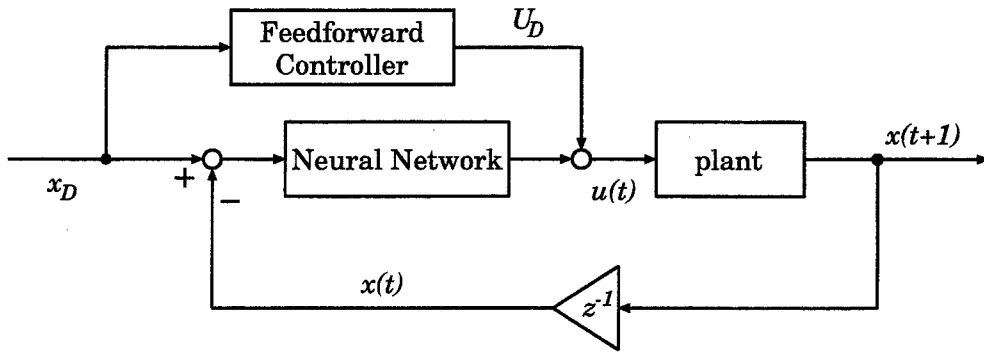 Feedforward
Controller
U_D
Neural Network
plant
x(t+1)
x_D
+
−
u(t)
x(t)
z^{-1}